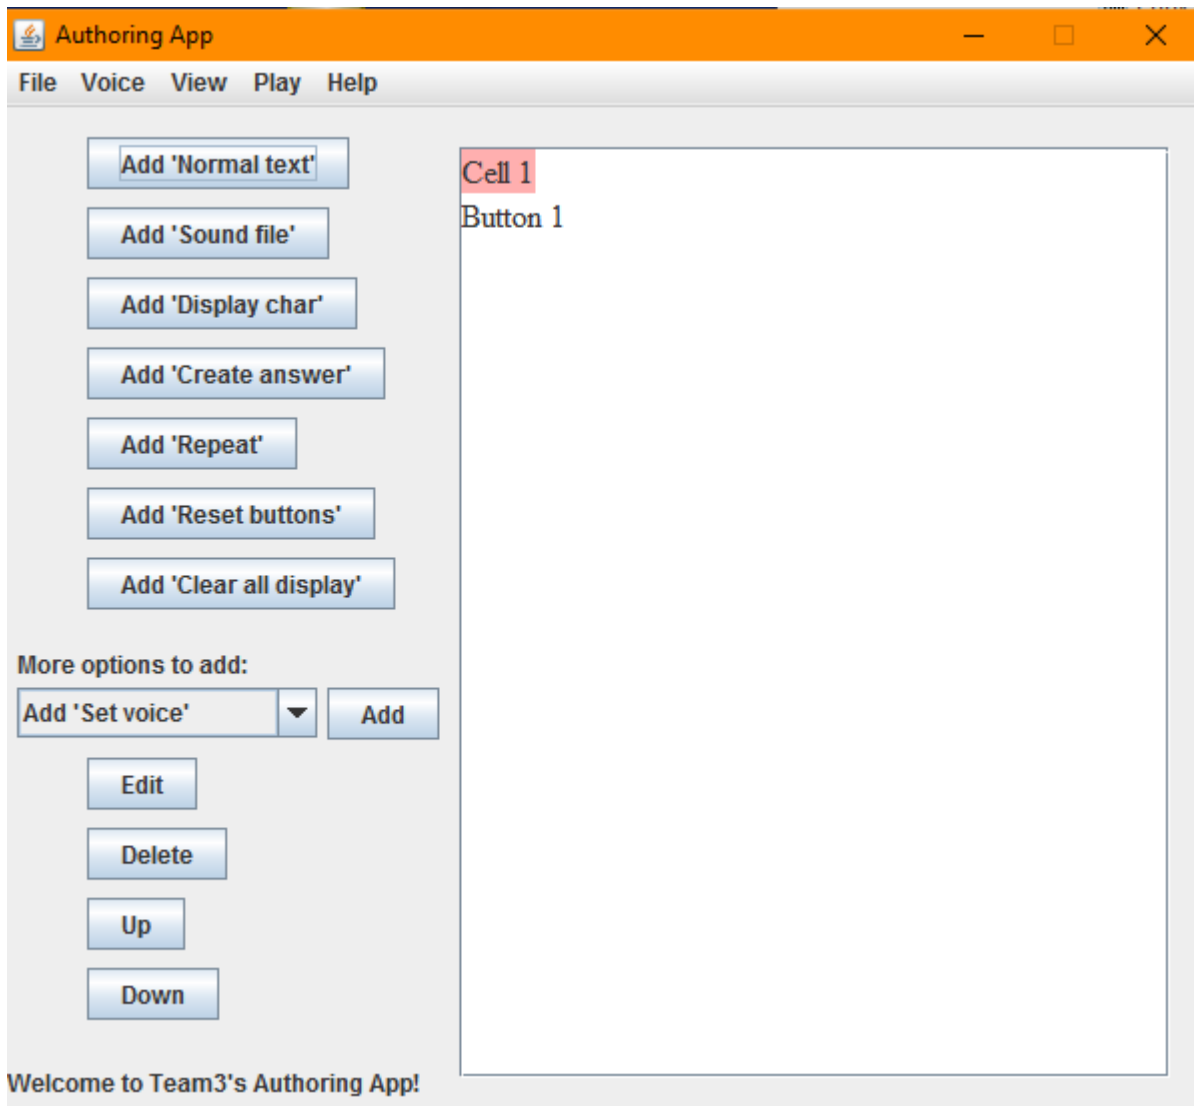 Authoring App
File Voice View Play Help
Add 'Normal text'
Add 'Sound file'
Add 'Display char'
Add 'Create answer'
Add 'Repeat'
Add 'Reset buttons'
Add 'Clear all display'
More options to add:
Add 'Set voice' Add
Edit
Delete
Up
Down
Welcome to Team3's Authoring App!
Cell 1
Button 1